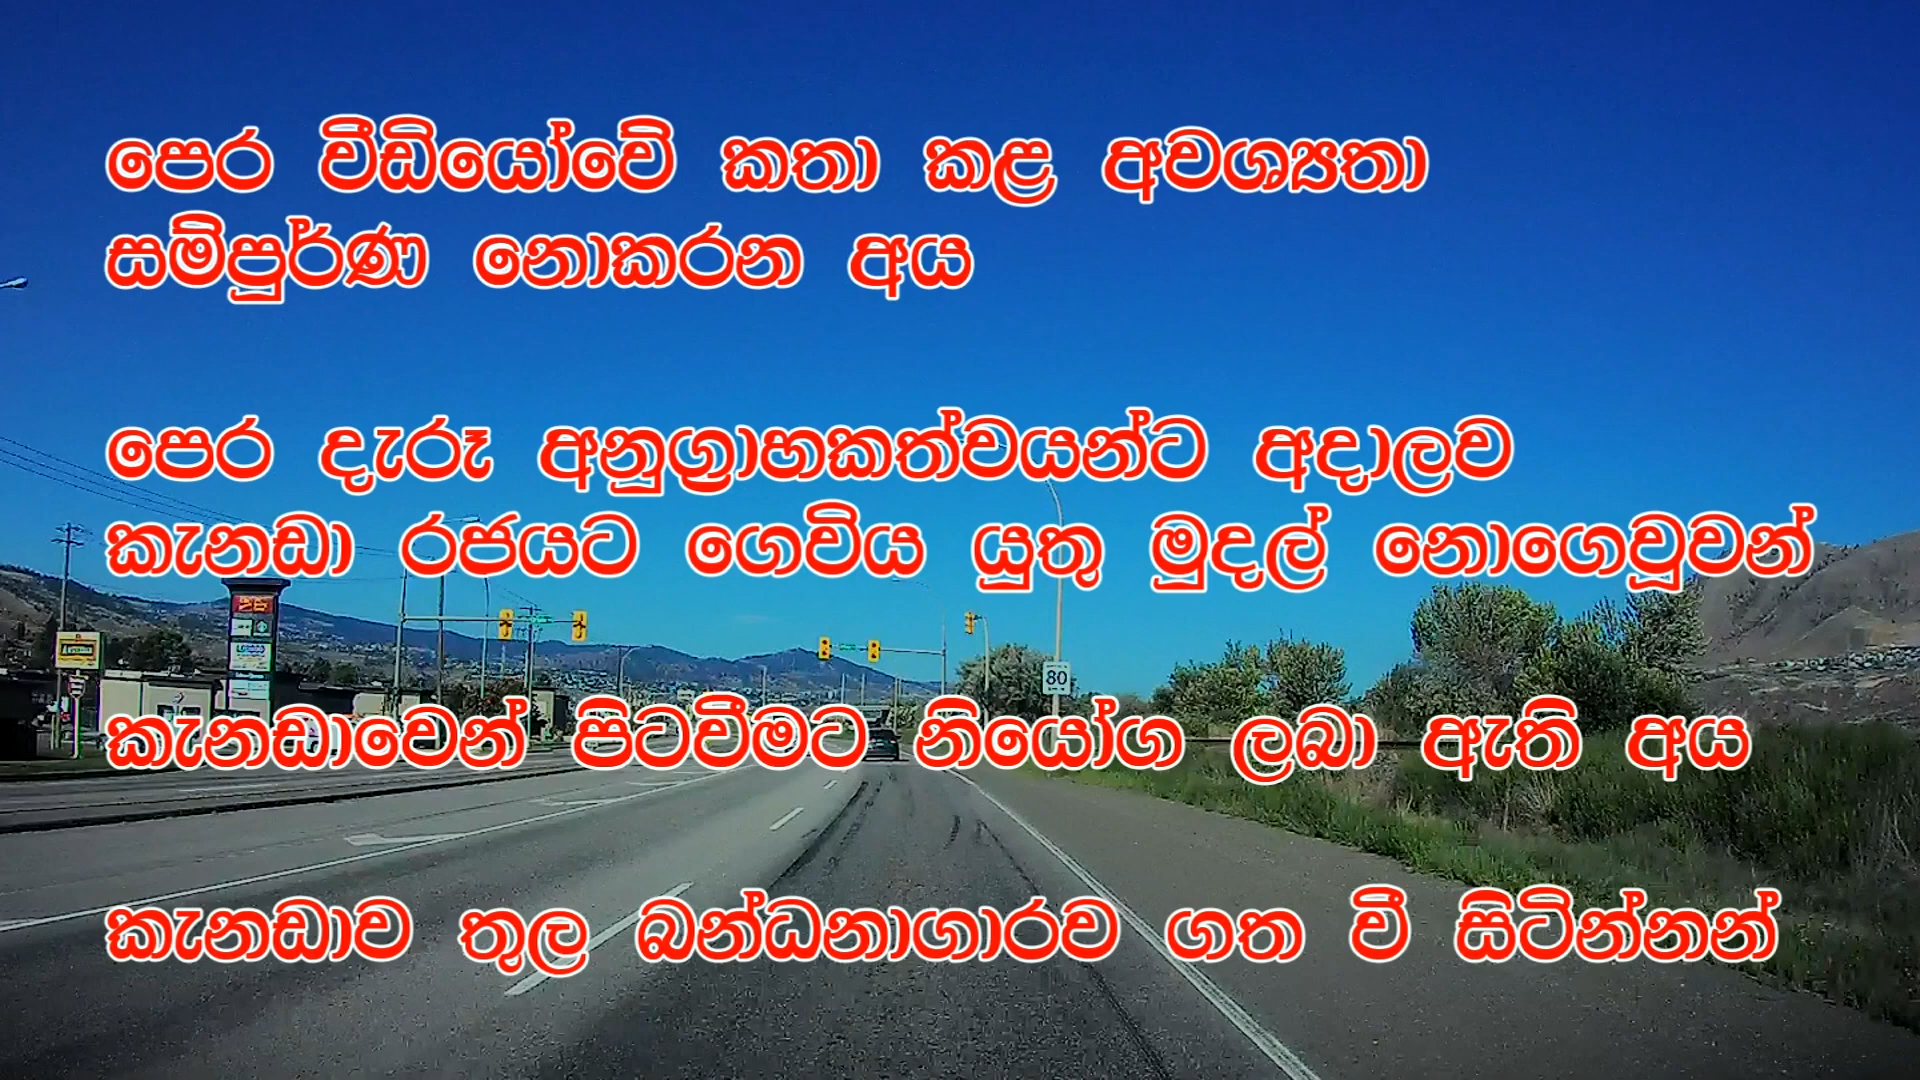 පෙර වීඩියෝවේ කතා කළ අවශ්‍යතා
සම්පුර්ණ නොකරන අය
පෙර දැරූ අනුග්‍රාහකත්වයන්ට අදාලව
කැනඩා රජයට ගෙවිය යුතු මුදල් නොගෙවූවන්
කැනඩාවෙන් පිටවීමට නියෝග ලබා ඇති අය
කැනඩාව තුල බන්ධනාගාරව ගත වී සිටින්නන්
80